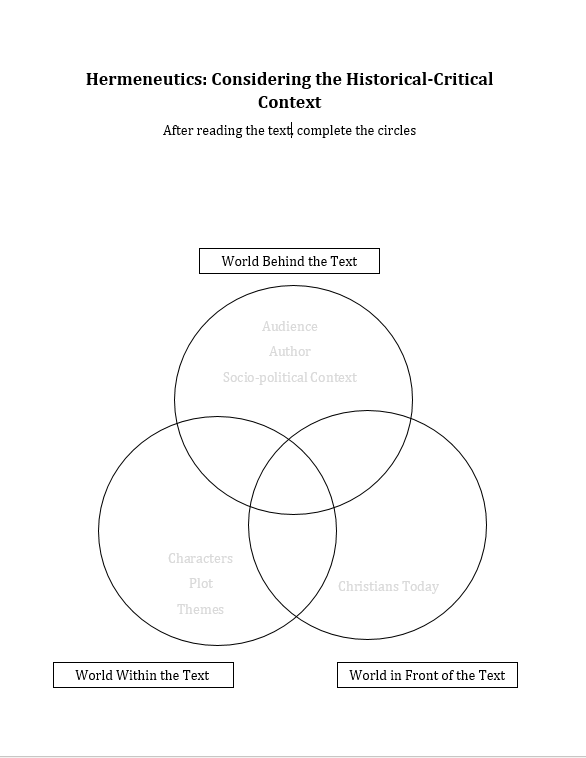 Hermeneutics: Considering the Historical-Critical
Context
After reading the text, complete the circles
World Behind the Text
Audience
Author
Socio-political Context
Characters
Plot
Themes
Christians Today
World Within the Text
World in Front of the Text